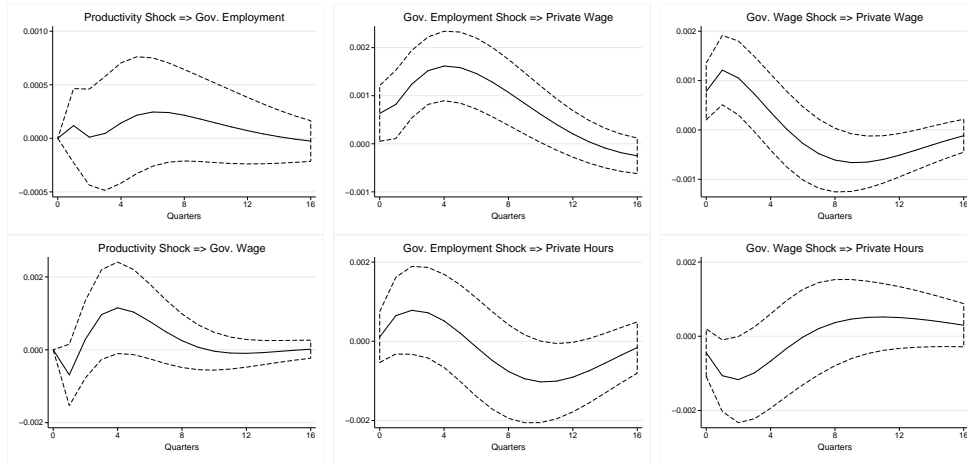 Productivity Shock => Gov. Employment
0.0010
0.0005
0.0000
−0.0005
0 4 8 12 16
Quarters
Gov. Employment Shock => Private Wage
0.002
0.001
0.000
−0.001
0 4 8 12 16
Quarters
Gov. Wage Shock => Private Wage
0.002
0.001
0.000
−0.001
0 4 8 12 16
Quarters
Productivity Shock => Gov. Wage
0.002
0.000
−0.002
0 4 8 12 16
Quarters
Gov. Employment Shock => Private Hours
0.002
0.000
−0.002
0 4 8 12 16
Quarters
Gov. Wage Shock => Private Hours
0.002
0.000
−0.002
0 4 8 12 16
Quarters